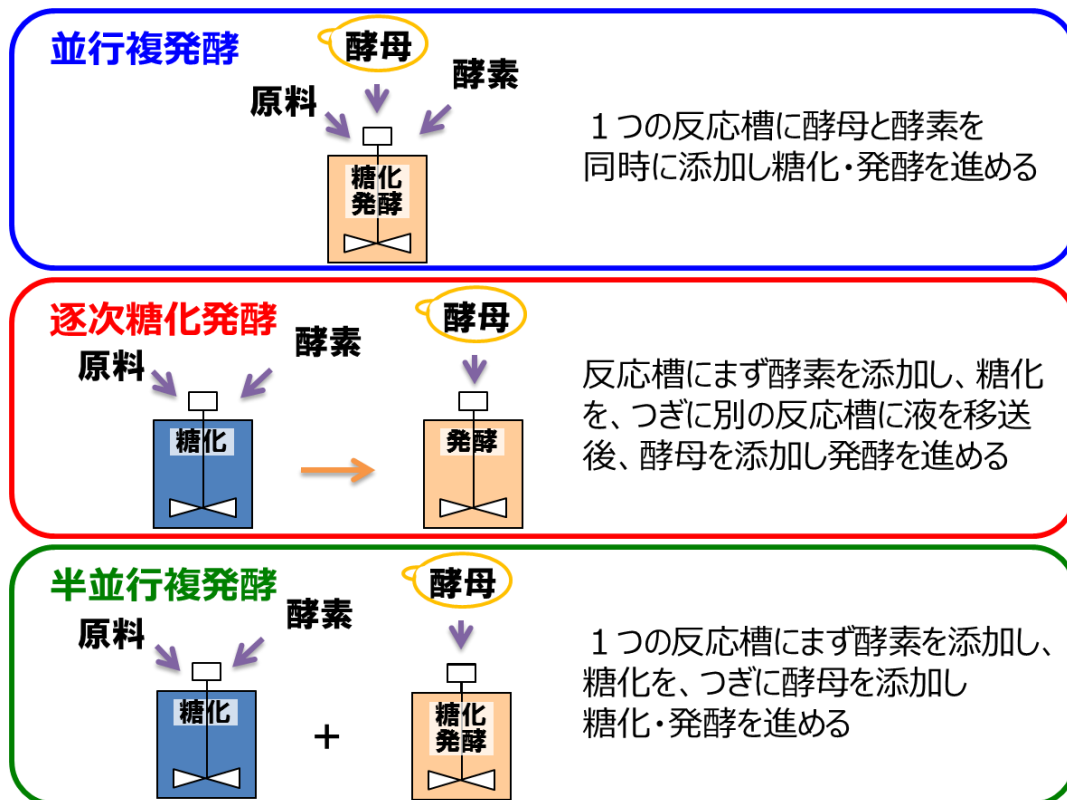 並行複発酵
酵母
酵素
原料
糖化
発酵
１つの反応槽に酵母と酵素を
同時に添加し糖化・発酵を進める
逐次糖化発酵
原料
酵素
酵母
糖化
発酵
反応槽にまず酵素を添加し、糖化
を、つぎに別の反応槽に液を移送
後、酵母を添加し発酵を進める
半並行複発酵
原料
酵素
酵母
糖化
+
糖化
発酵
１つの反応槽にまず酵素を添加し、
糖化を、つぎに酵母を添加し
糖化・発酵を進める